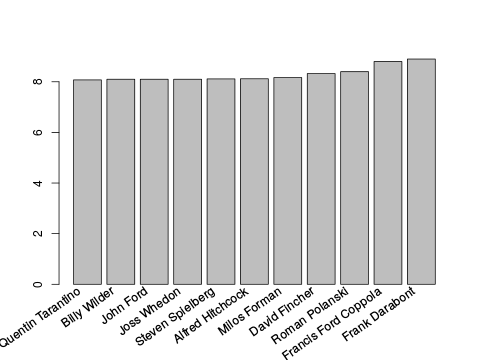 8
6
4
2
0
Quentin Tarantino
Billy Wilder
John Ford
Joss Whedon
Steven Spielberg
Alfred Hitchcock
Milos Forman
David Fincher
Roman Polanski
Francis Ford Coppola
Frank Darabont